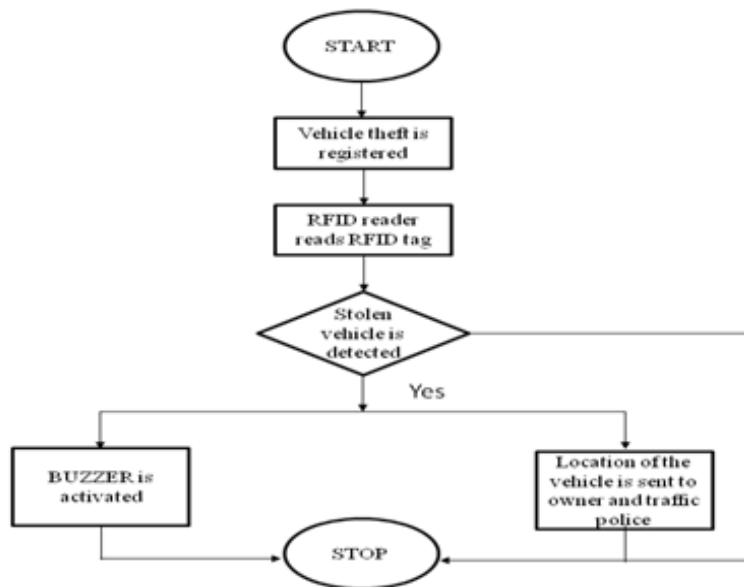 START
Vehicle theft is
registered
RFID reader
reads RFID tag
Stolen
vehicle is
detected
Yes
BUZZER is
activated
Location of the
vehicle is sent to
owner and traffic
police
STOP